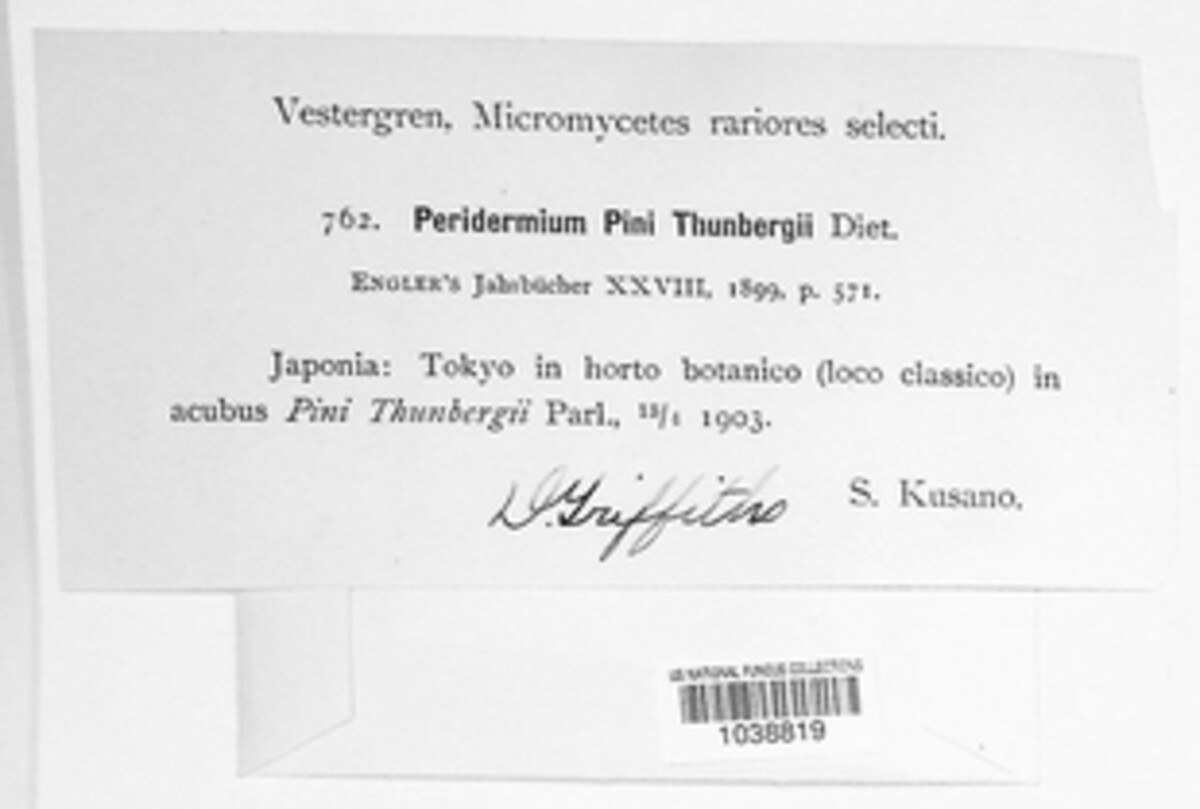 Vestergren, Micromycetes rariores selecti.
762. Peridermium Pini Thunbergii Diet.
ENGLER'S Jahrbücher XXVIII, 1899, p. 571.
Japonia: Tokyo in horto botanico (loco classico) in
acubus Pini Thunbergii Parl., 1903.
D. Griffiths S. Kusano.
US NATIONAL FUNGUS COLLECTIONS
1038819